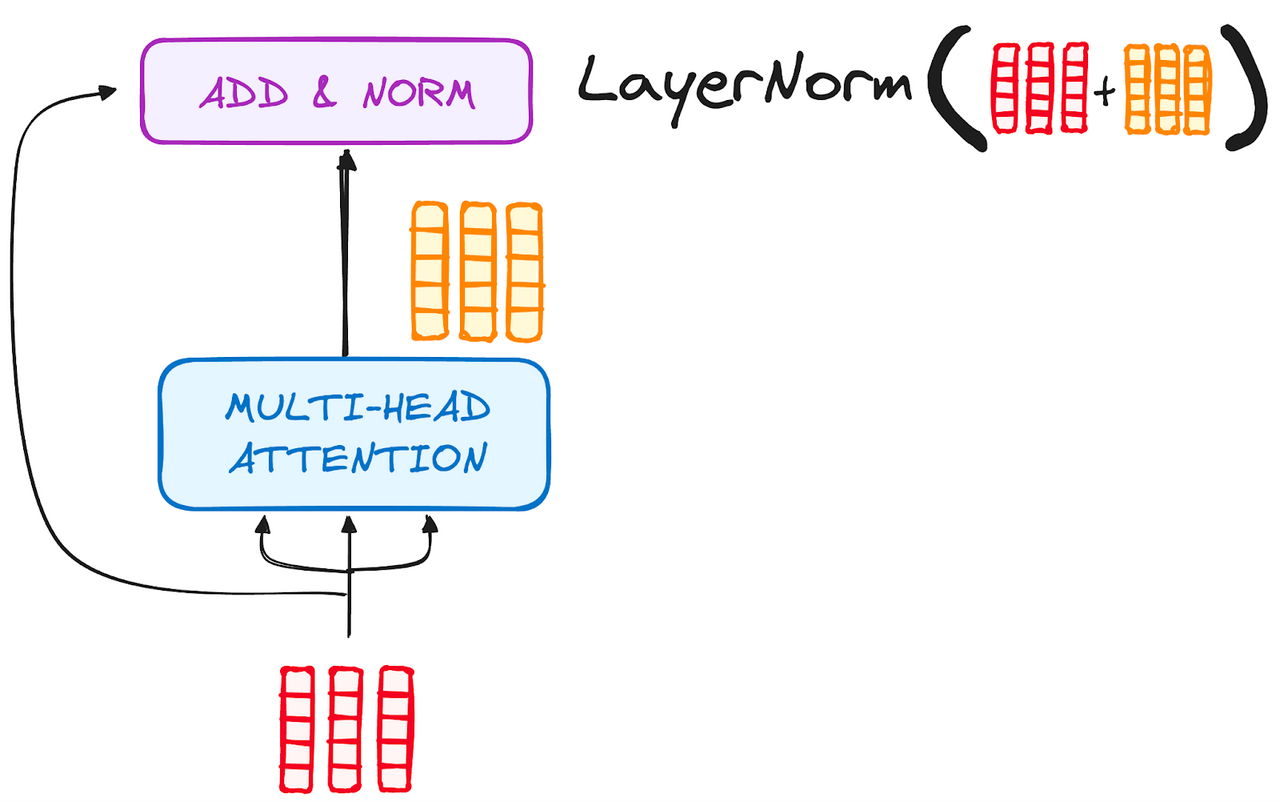 ADD & NORM
LayerNorm ( + )
MULTI-HEAD
ATTENTION